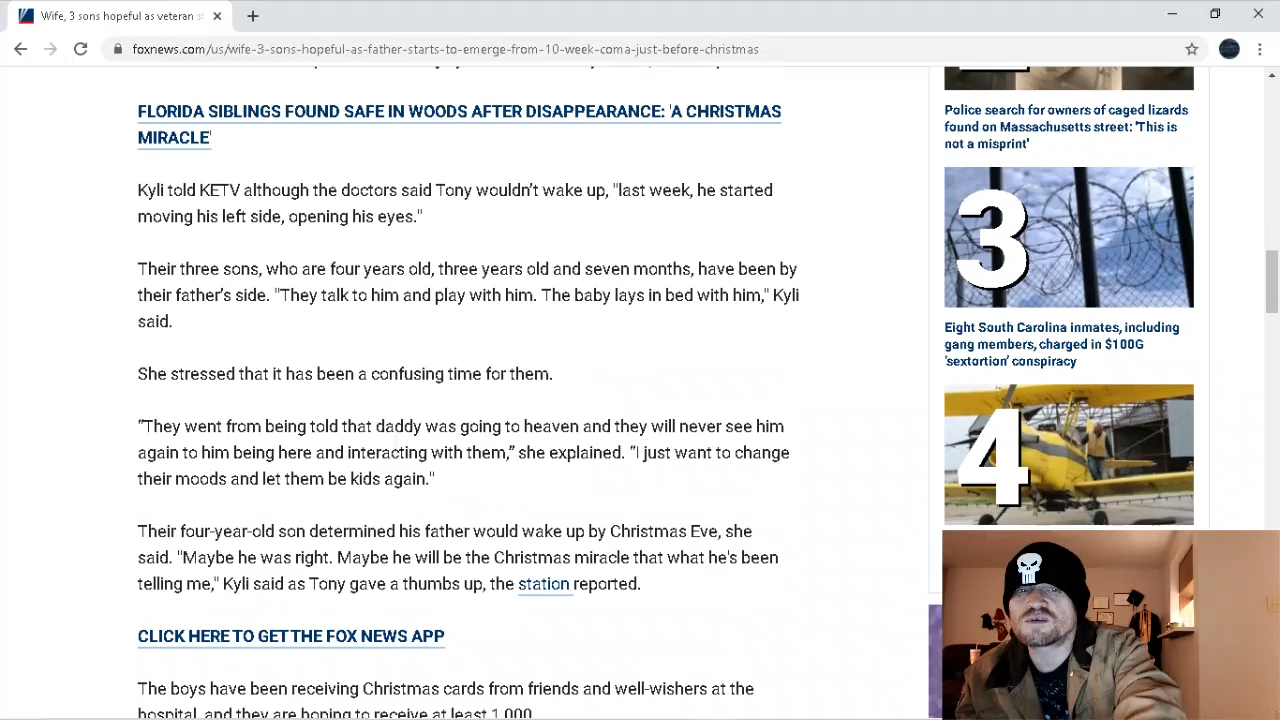 Wife, 3 sons hopeful as veteran s
foxnews.com/us/wife-3-sons-hopeful-as-father-starts-to-emerge-from-10-week-coma-just-before-christmas
FLORIDA SIBLINGS FOUND SAFE IN WOODS AFTER DISAPPEARANCE: 'A CHRISTMAS
MIRACLE'
Kyli told KETV although the doctors said Tony wouldn't wake up, "last week, he started
moving his left side, opening his eyes."
Their three sons, who are four years old, three years old and seven months, have been by
their father's side. "They talk to him and play with him. The baby lays in bed with him," Kyli
said.
She stressed that it has been a confusing time for them.
“They went from being told that daddy was going to heaven and they will never see him
again to him being here and interacting with them,” she explained. “I just want to change
their moods and let them be kids again."
Their four-year-old son determined his father would wake up by Christmas Eve, she
said. "Maybe he was right. Maybe he will be the Christmas miracle that what he's been
telling me," Kyli said as Tony gave a thumbs up, the station reported.
CLICK HERE TO GET THE FOX NEWS APP
The boys have been receiving Christmas cards from friends and well-wishers at the
hospital, and they are hoping to receive at least 1,000.
Police search for owners of caged lizards
found on Massachusetts street: 'This is
not a misprint'
3
Eight South Carolina inmates, including
gang members, charged in $100G
'sextortion' conspiracy
4